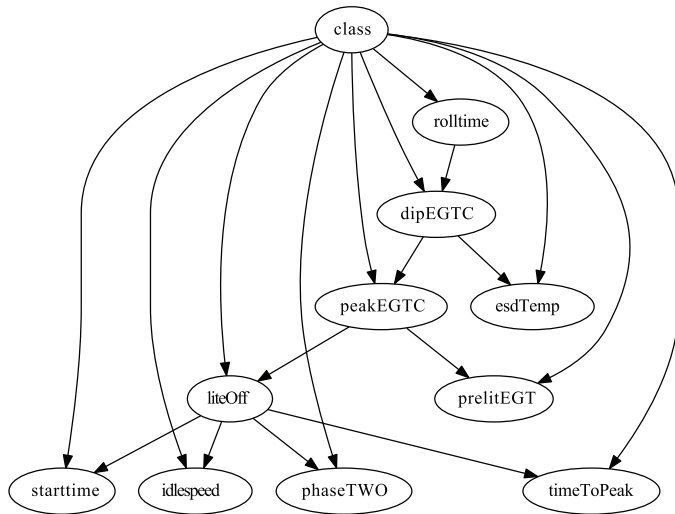 class
rolltime
dipEGTC
peakEGTC
esdTemp
liteOff
prelitEGT
starttime
idlespeed
phaseTWO
timeToPeak